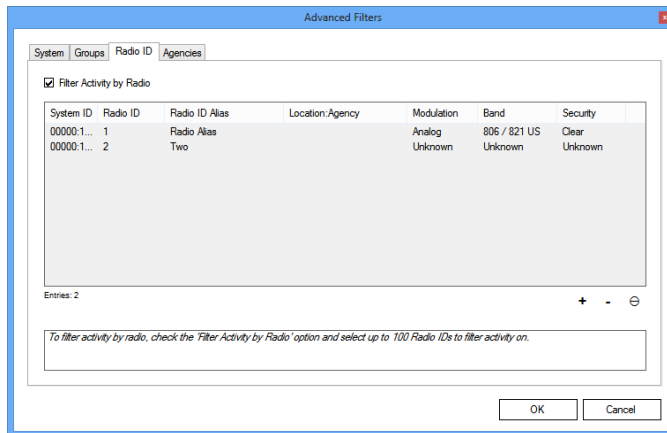 Advanced Filters
System Groups Radio ID Agencies
Filter Activity by Radio
System ID Radio ID Radio ID Alias Location:Agency Modulation Band Security
00000:1... 1 Radio Alias Analog 806 / 821 US Clear
00000:1... 2 Two Unknown Unknown Unknown
Entries: 2
+ - ⊖
To filter activity by radio, check the 'Filter Activity by Radio' option and select up to 100 Radio IDs to filter activity on.
OK Cancel